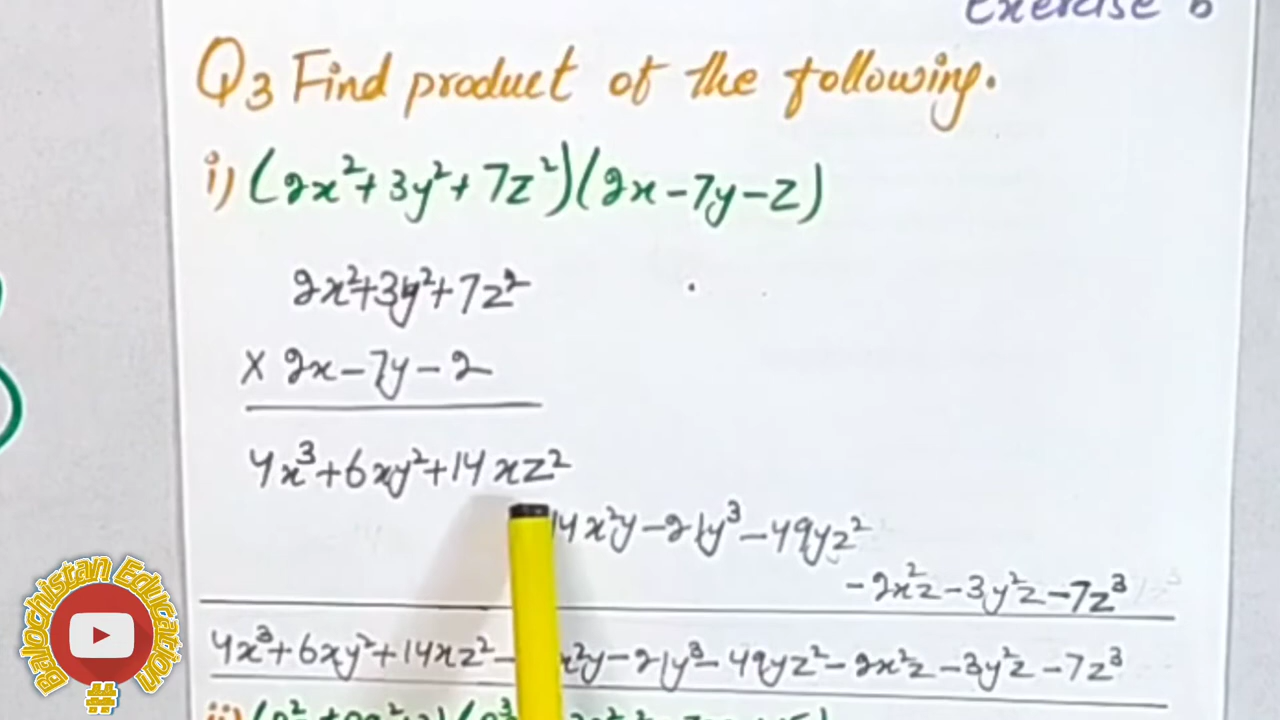 Exercise 6
Q3 Find product of the following.
i) (2x²+3y²+7z²)(2x-7y-z)
2x²+3y²+7z²
X 2x-7y-2
4x³+6xy²+14xz²
14x²y-21y³-49yz²
-2x²z-3y²z-7z³
4x³+6xy²+14xz²- x²y-21y³-49yz²-2x²z-3y²z-7z³
ii)
Balochistan Education
#